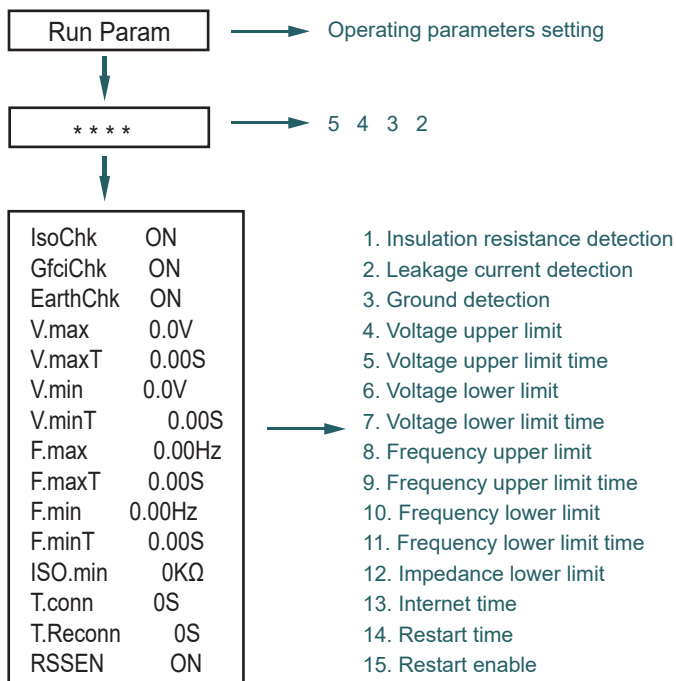 Run Param Operating parameters setting
**** 5 4 3 2
IsoChk ON 1. Insulation resistance detection
GfciChk ON 2. Leakage current detection
EarthChk ON 3. Ground detection
V.max 0.0V 4. Voltage upper limit
V.maxT 0.00S 5. Voltage upper limit time
V.min 0.0V 6. Voltage lower limit
V.minT 0.00S 7. Voltage lower limit time
F.max 0.00Hz 8. Frequency upper limit
F.maxT 0.00S 9. Frequency upper limit time
F.min 0.00Hz 10. Frequency lower limit
F.minT 0.00S 11. Frequency lower limit time
ISO.min 0KΩ 12. Impedance lower limit
T.conn 0S 13. Internet time
T.Reconn 0S 14. Restart time
RSSEN ON 15. Restart enable